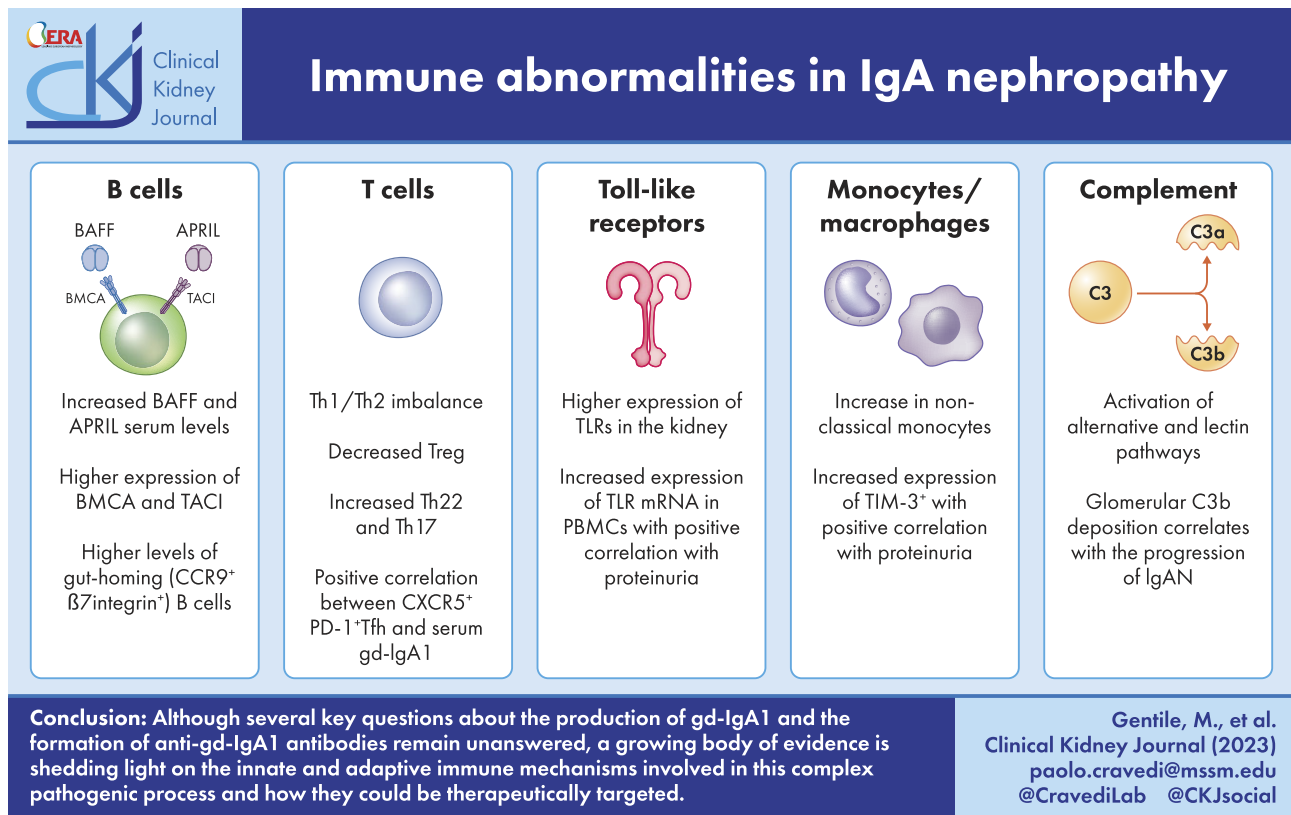 ERA
CKJ
Clinical
Kidney
Journal
Immune abnormalities in IgA nephropathy
B cells
BAFF
APRIL
BMCA
TACI
Increased BAFF and
APRIL serum levels
Higher expression of
BMCA and TACI
Higher levels of
gut-homing (CCR9⁺
ß7integrin⁺) B cells
T cells
Th1/Th2 imbalance
Decreased Treg
Increased Th22
and Th17
Positive correlation
between CXCR5⁺
PD-1⁺Tfh and serum
gd-IgA1
Toll-like
receptors
Higher expression of
TLRs in the kidney
Increased expression
of TLR mRNA in
PBMCs with positive
correlation with
proteinuria
Monocytes/
macrophages
Increase in non-
classical monocytes
Increased expression
of TIM-3⁺ with
positive correlation
with proteinuria
Complement
C3a
C3
C3b
Activation of
alternative and lectin
pathways
Glomerular C3b
deposition correlates
with the progression
of IgAN
Conclusion: Although several key questions about the production of gd-IgA1 and the
formation of anti-gd-IgA1 antibodies remain unanswered, a growing body of evidence is
shedding light on the innate and adaptive immune mechanisms involved in this complex
pathogenic process and how they could be therapeutically targeted.
Gentile, M., et al.
Clinical Kidney Journal (2023)
paolo.cravedi@mssm.edu
@CravediLab @CKJsocial